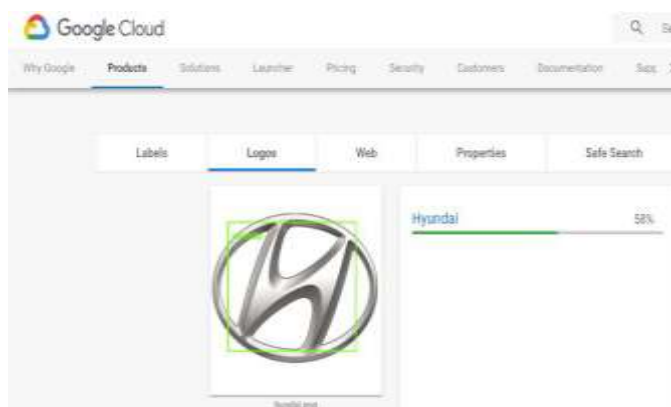 Google Cloud
Why Google Products Solutions Launcher Pricing Security Customers Documentation
Labels Logos Web Properties Safe Search
Hyundai 58%